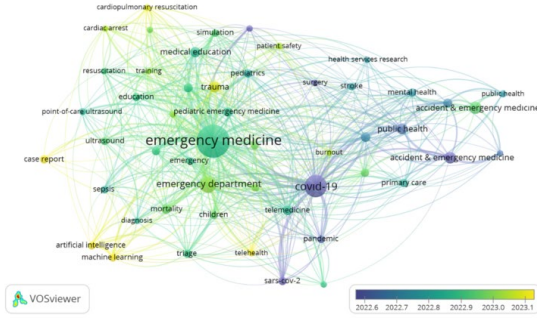 cardiopulmonary resuscitation
cardiac arrest
simulation
patient safety
medical education
health services research
resuscitation
training
pediatrics
trauma
surgery
stroke
mental health
public health
education
accident & emergency medicine
point-of-care ultrasound
pediatric emergency medicine
public health
emergency medicine
ultrasound
burnout
case report
emergency
accident & emergency medicine
sepsis
emergency department
covid-19
primary care
mortality
children
telemedicine
diagnosis
pandemic
artificial intelligence
machine learning
triage
telehealth
sars-cov-2
VOSviewer
2022.6 2022.7 2022.8 2022.9 2023.0 2023.1